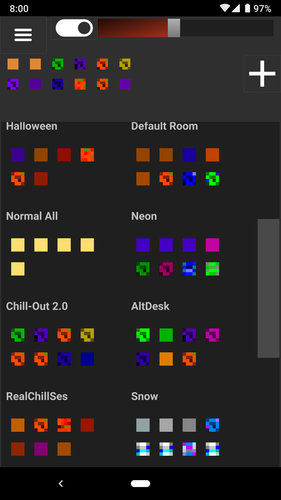 8:00
97%
Halloween
Default Room
Normal All
Neon
Chill-Out 2.0
AltDesk
RealChillSes
Snow